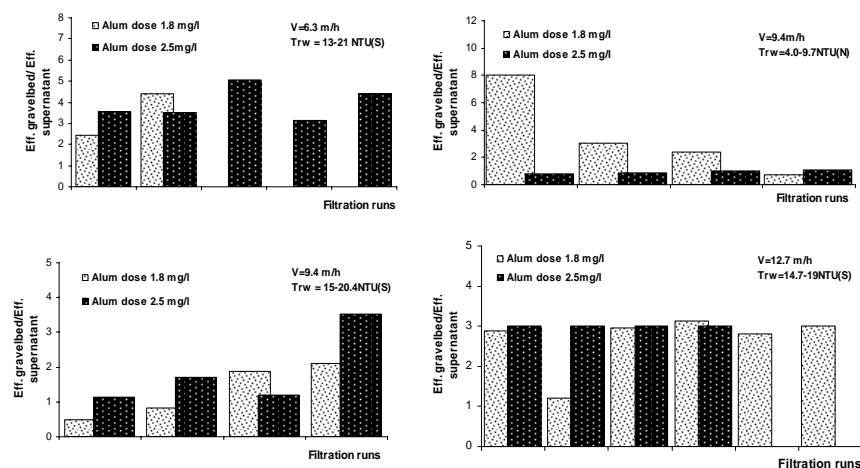 Alum dose 1.8 mg/l
Alum dose 2.5mg/l
V=6.3 m/h
Trw = 13-21 NTU(S)
Eff. gravelbed/ Eff.
supernatant
8
7
6
5
4
3
2
1
0
Filtration runs
Alum dose 1.8 mg/l
Alum dose 2.5 mg/l
V=9.4m/h
Trw=4.0-9.7NTU(N)
Eff. gravelbed/Eff.
supernatant
12
10
8
6
4
2
0
Filtration runs
Alum dose 1.8 mg/l
Alum dose 2.5 mg/l
V=9.4 m/h
Trw = 15-20.4NTU(S)
Eff. gravelbed/Eff.
supernatant
5
4
3
2
1
0
Filtration runs
Alum dose 1.8 mg/l
Alum dose 2.5mg/l
V=12.7 m/h
Trw=14.7-19NTU(S)
Eff. gravelbed/Eff.
supernatant
5
4
3
2
1
0
Filtration runs